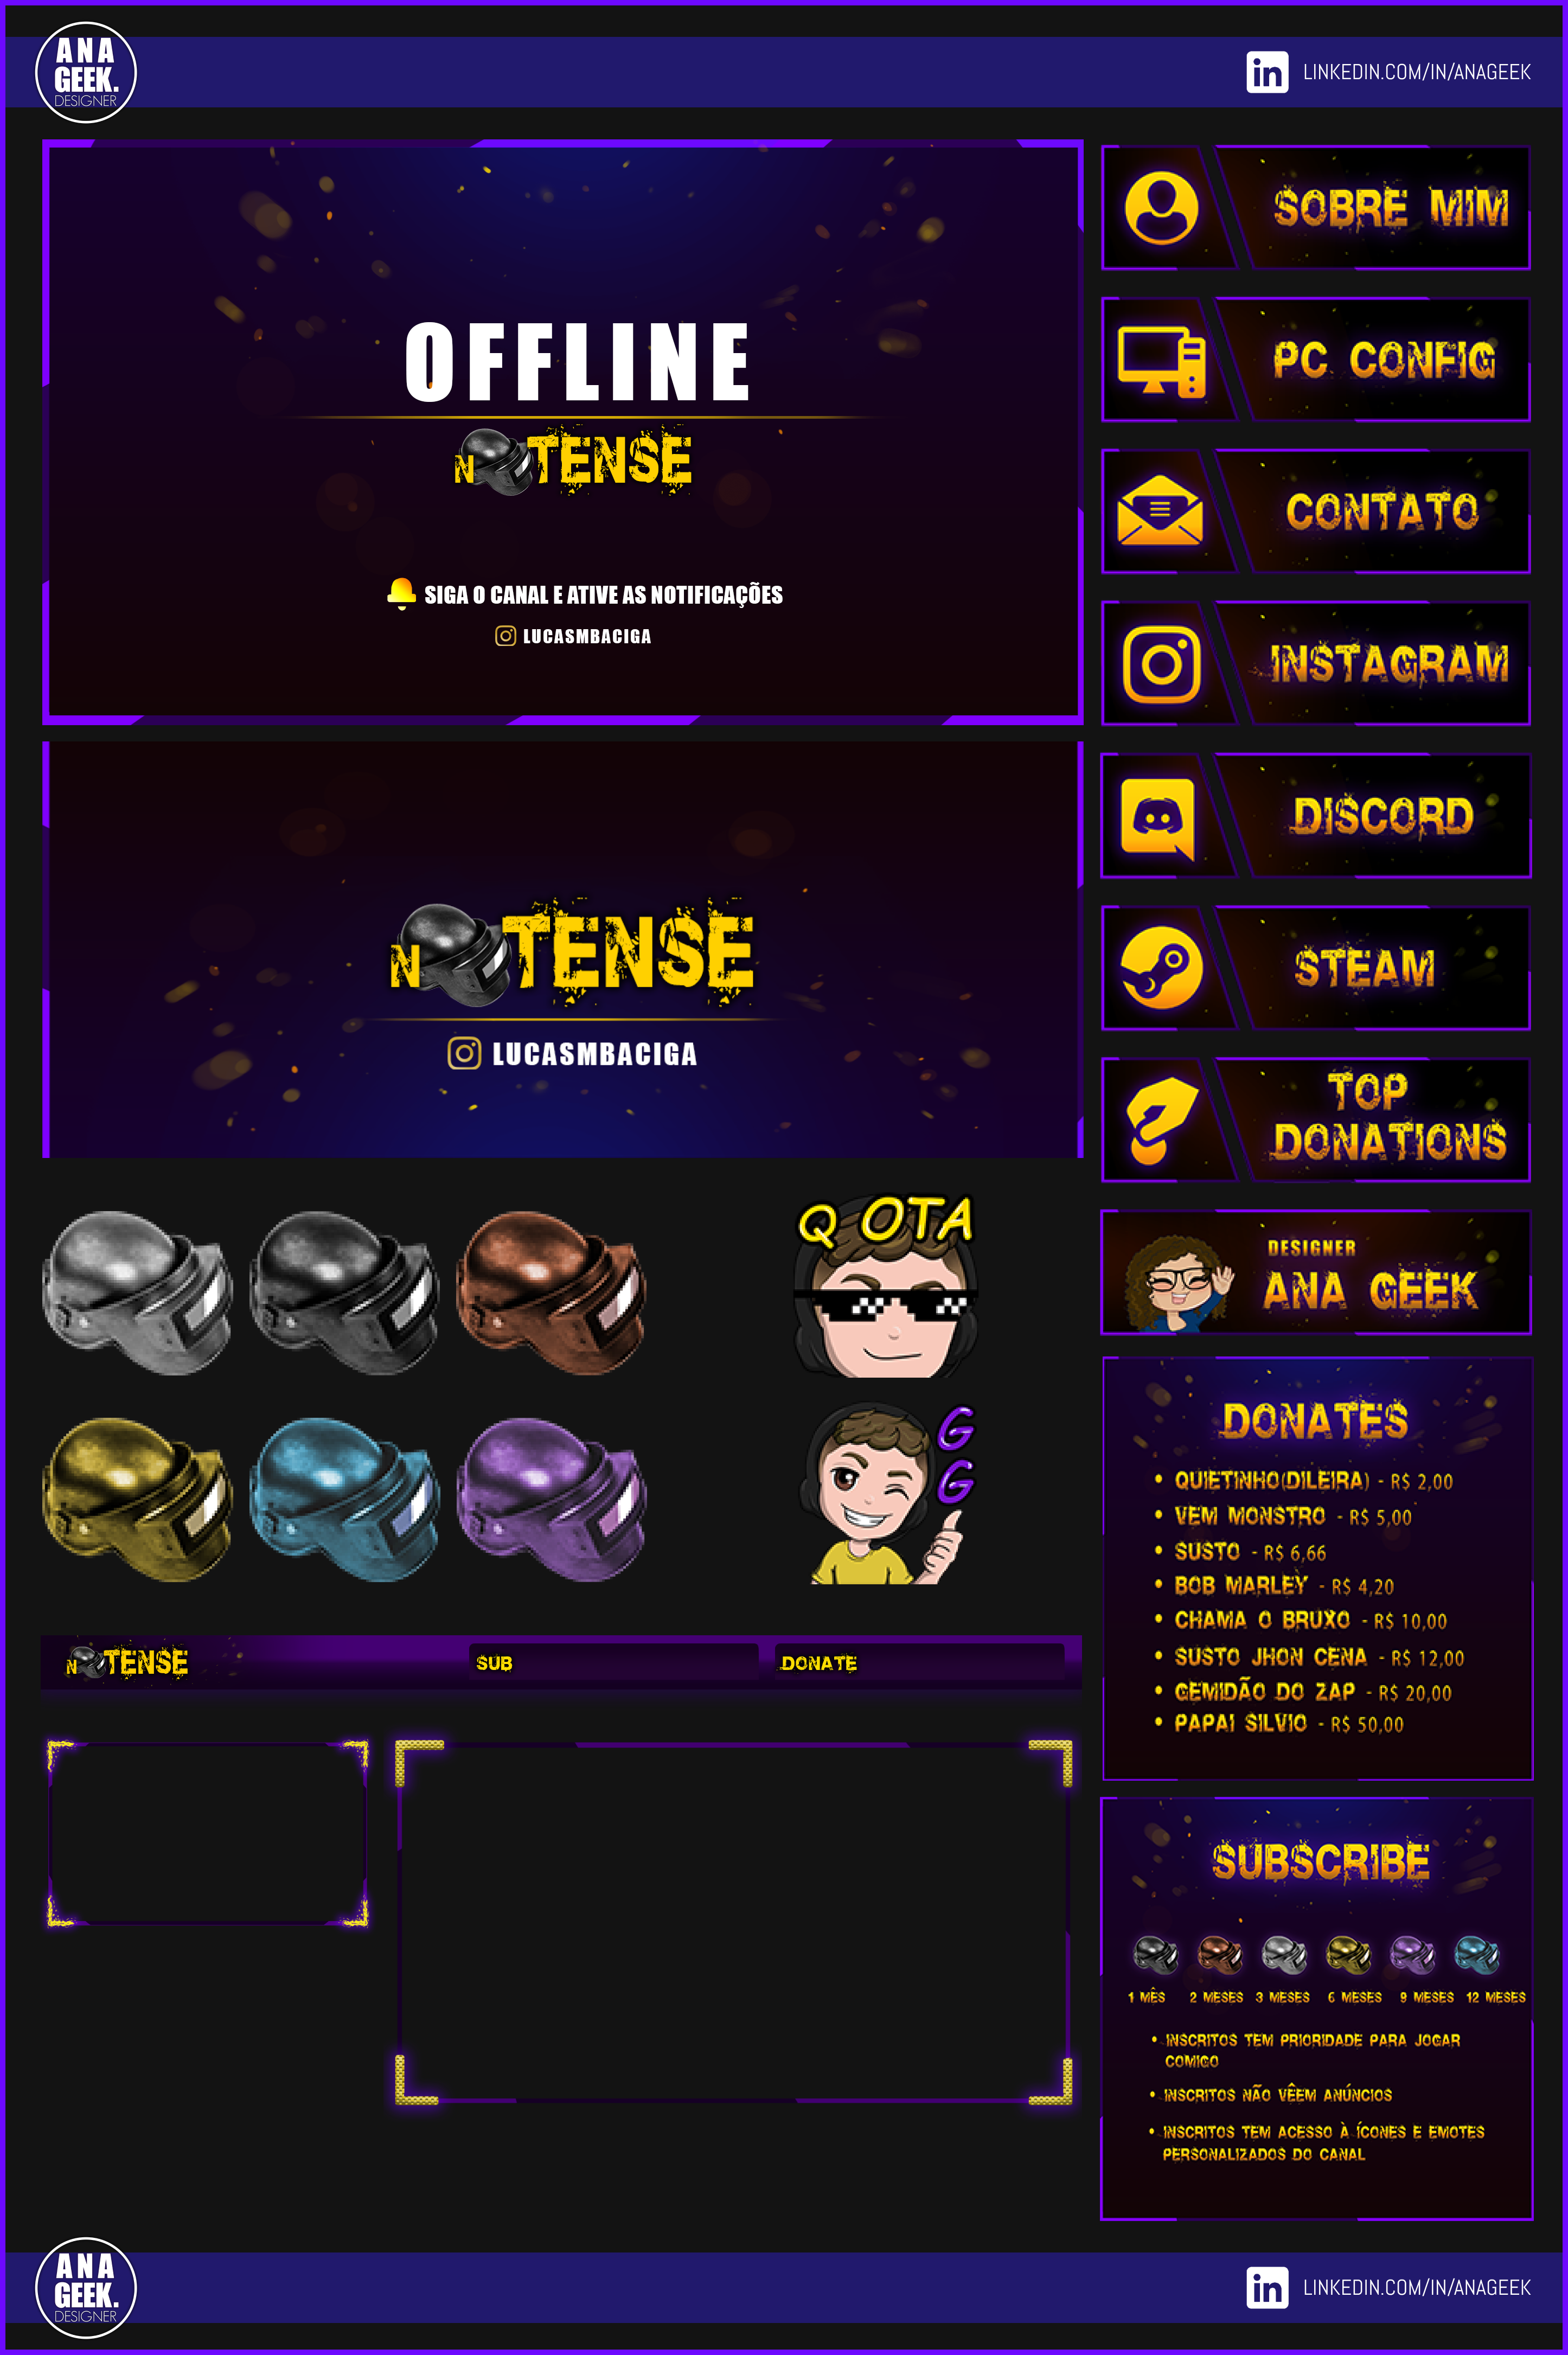 ANA
GEEK.
DESIGNER
LINKEDIN.COM/IN/ANAGEEK
OFFLINE
N TENSE
SIGA O CANAL E ATIVE AS NOTIFICAÇÕES
LUCASMBACIGA
N TENSE
LUCASMBACIGA
Q OTA
G
G
N TENSE
SUB
DONATE
SOBRE MIM
PC CONFIG
CONTATO
INSTAGRAM
DISCORD
STEAM
TOP
DONATIONS
DESIGNER
ANA GEEK
DONATES
• QUIETINHO(DILEIRA) - R$ 2,00
• VEM MONSTRO - R$ 5,00
• SUSTO - R$ 6,66
• BOB MARLEY - R$ 4,20
• CHAMA O BRUXO - R$ 10,00
• SUSTO JHON CENA - R$ 12,00
• GEMIDÃO DO ZAP - R$ 20,00
• PAPAI SILVIO - R$ 50,00
SUBSCRIBE
1 MÊS 2 MESES 3 MESES 6 MESES 9 MESES 12 MESES
• INSCRITOS TEM PRIORIDADE PARA JOGAR
COMIGO
• INSCRITOS NÃO VÊEM ANÚNCIOS
• INSCRITOS TEM ACESSO À ÍCONES E EMOTES
PERSONALIZADOS DO CANAL
ANA
GEEK.
DESIGNER
LINKEDIN.COM/IN/ANAGEEK